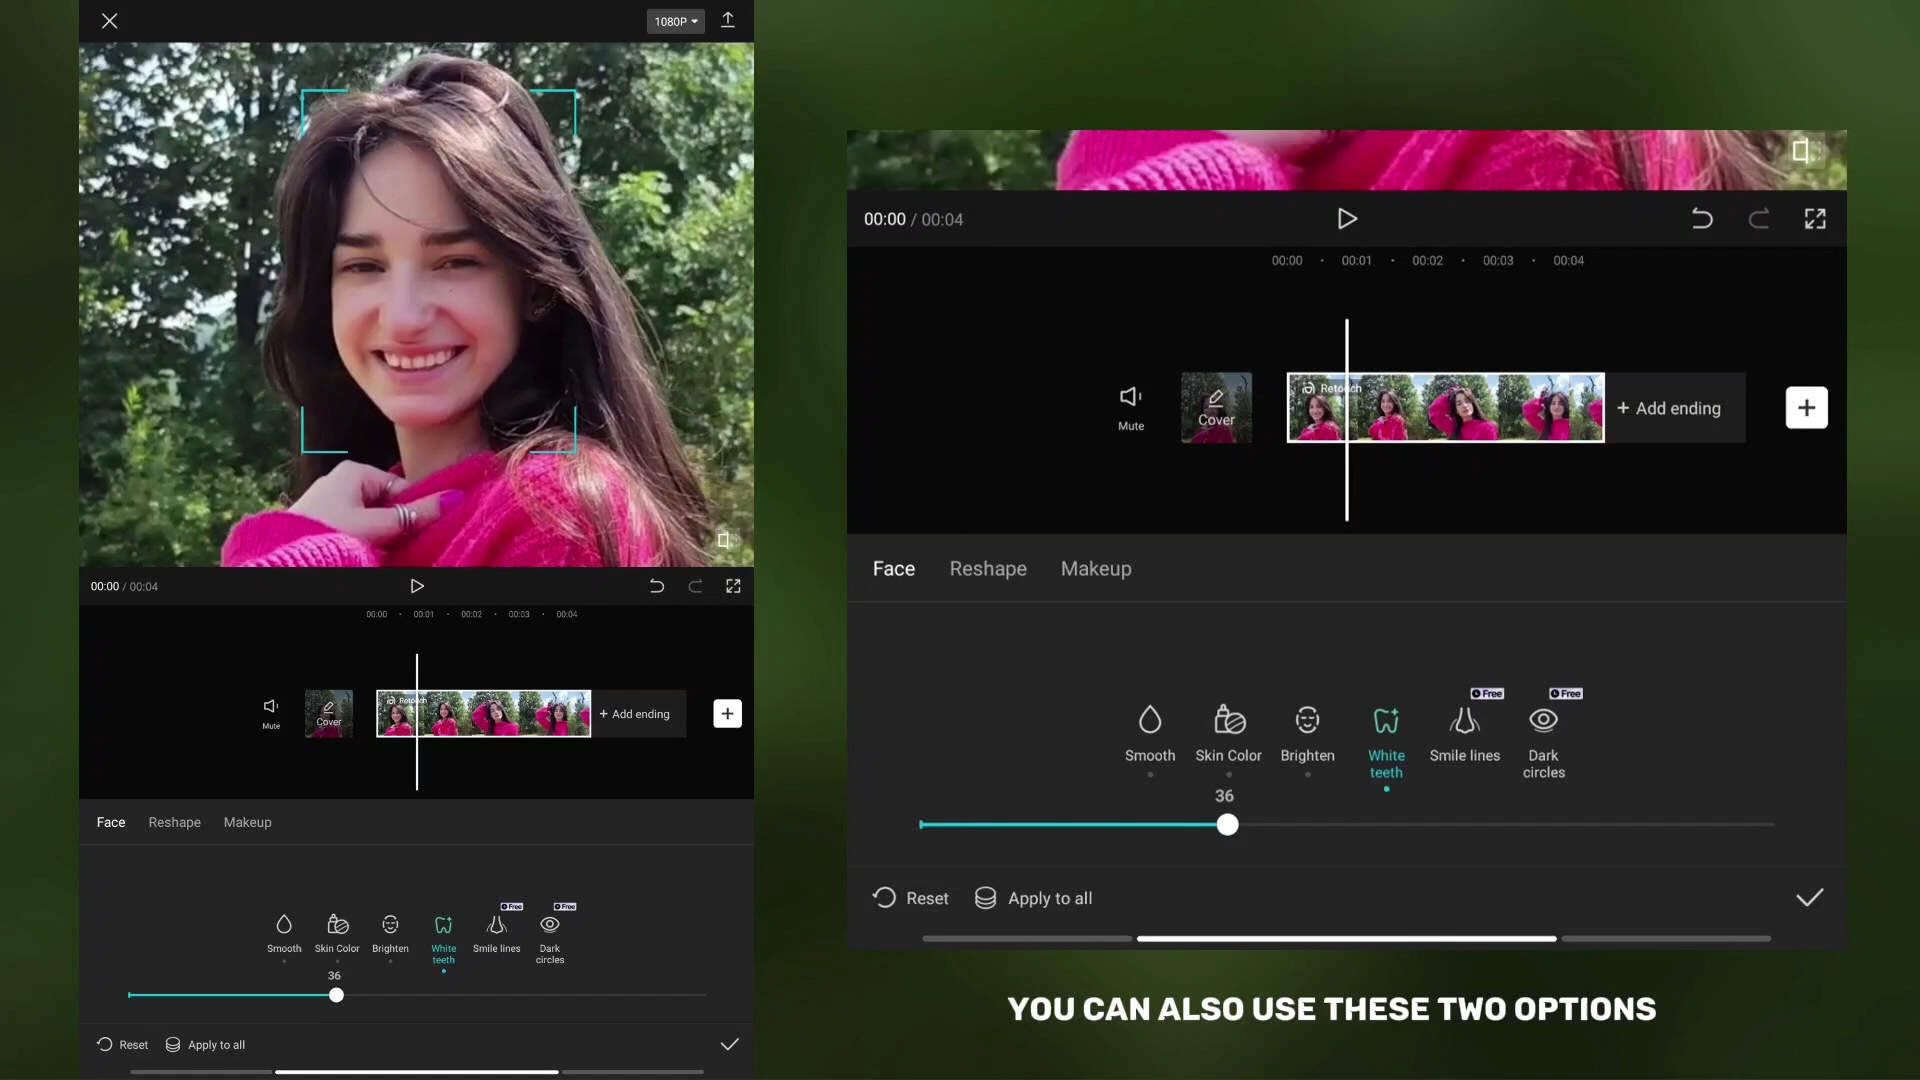 1080P
00:00 / 00:04
00:00 · 00:01 · 00:02 · 00:03 · 00:04
Retouch
Mute
Cover
+ Add ending
Face Reshape Makeup
Free Free
Smooth Skin Color Brighten White teeth Smile lines Dark circles
36
Reset Apply to all
00:00 / 00:04
00:00 · 00:01 · 00:02 · 00:03 · 00:04
Retouch
Mute
Cover
+ Add ending
Face Reshape Makeup
Free Free
Smooth Skin Color Brighten White teeth Smile lines Dark circles
36
Reset Apply to all
YOU CAN ALSO USE THESE TWO OPTIONS